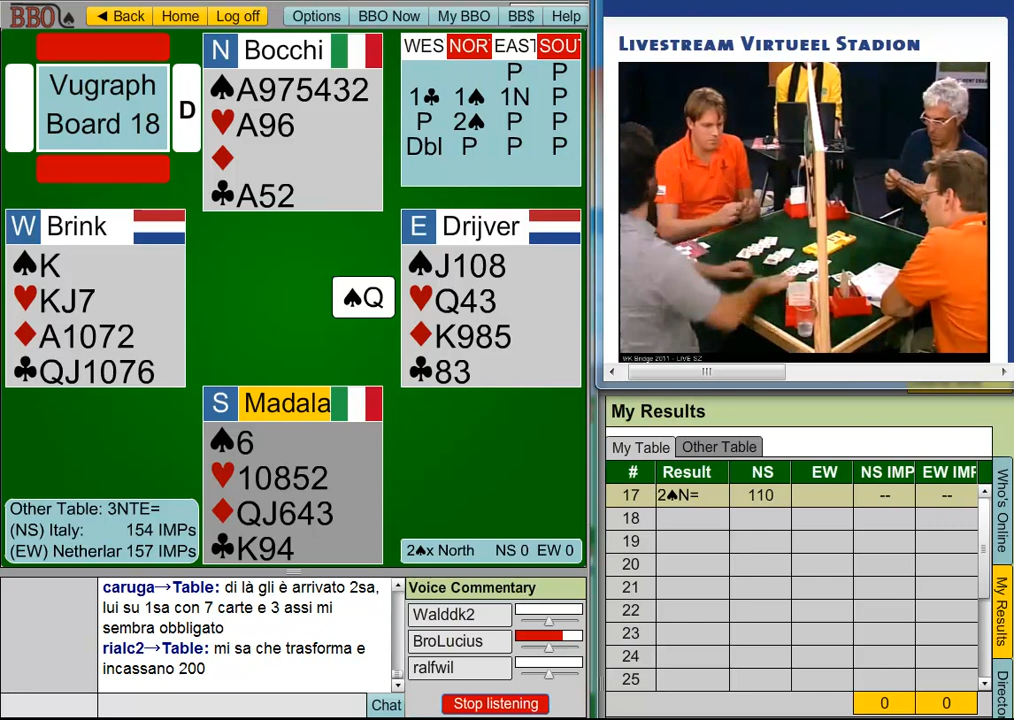 BBO♠
◄ Back Home Log off Options BBO Now My BBO BB$ Help
Vugraph
Board 18
D
N Bocchi
♠A975432
♥A96
♦
♣A52
WES NOR EAST SOU
P P
1♣ 1♠ 1N P
P 2♠ P P
Dbl P P P
W Brink
♠K
♥KJ7
♦A1072
♣QJ1076
♠Q
E Drijver
♠J108
♥Q43
♦K985
♣83
S Madala
♠6
♥10852
♦QJ643
♣K94
Other Table: 3NTE=
(NS) Italy: 154 IMPs
(EW) Netherlar 157 IMPs
2♠x North NS 0 EW 0
caruga→Table: di là gli è arrivato 2sa,
lui su 1sa con 7 carte e 3 assi mi
sembra obbligato
rialc2→Table: mi sa che trasforma e
incassano 200
Chat
Voice Commentary
Walddk2
BroLucius
ralfwil
Stop listening
Livestream Virtueel Stadion
WK Bridge 2011 - LIVE SZ
My Results
My Table Other Table
# Result NS EW NS IMP EW IMF
17 2♠N= 110 -- --
18
19
20
21
22
23
24
25
0 0
Who's Online
My Results
Director